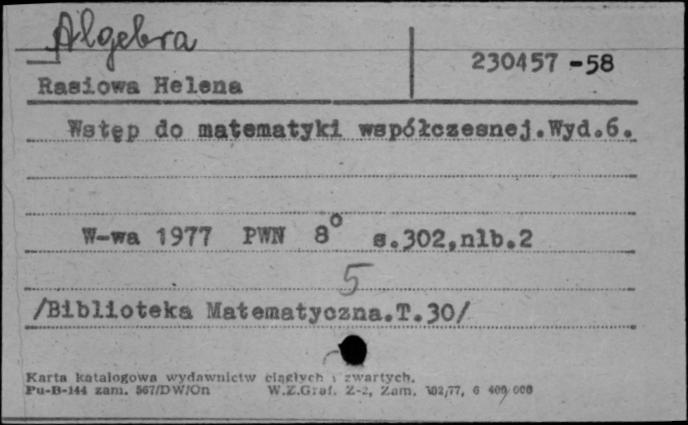 Algebra
230457 -58
Rasiowa Helena
Wstęp do matematyki współczesnej.Wyd.6.
W-wa 1977 PWN 8° s.302,nlb.2
5
/Biblioteka Matematyczna.T.30/
Karta katalogowa wydawnictw ciągłych i zwartych.
Pu-B-144 zam. 567/DW/On W.Z.Graf. Z-2, Zam. 102/77, 6 400 000